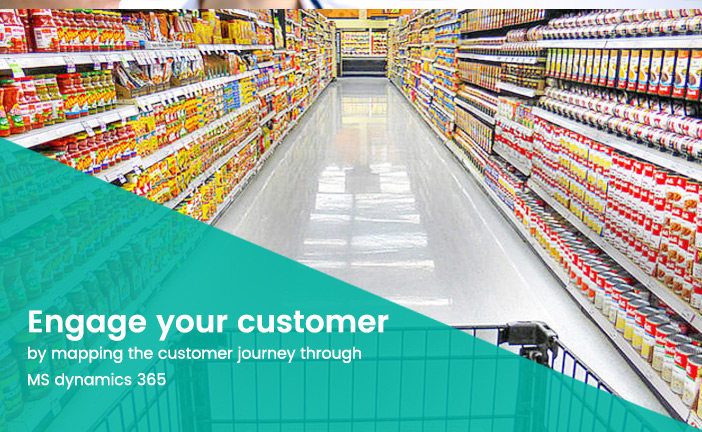 Engage your customer
by mapping the customer journey through
MS dynamics 365